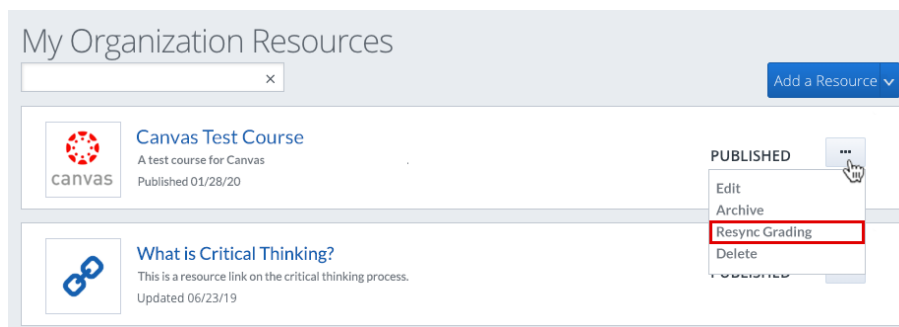 My Organization Resources
×
Add a Resource
Canvas Test Course
A test course for Canvas
Published 01/28/20
canvas
PUBLISHED
...
Edit
Archive
Resync Grading
Delete
What is Critical Thinking?
This is a resource link on the critical thinking process.
Updated 06/23/19
PUBLISHED